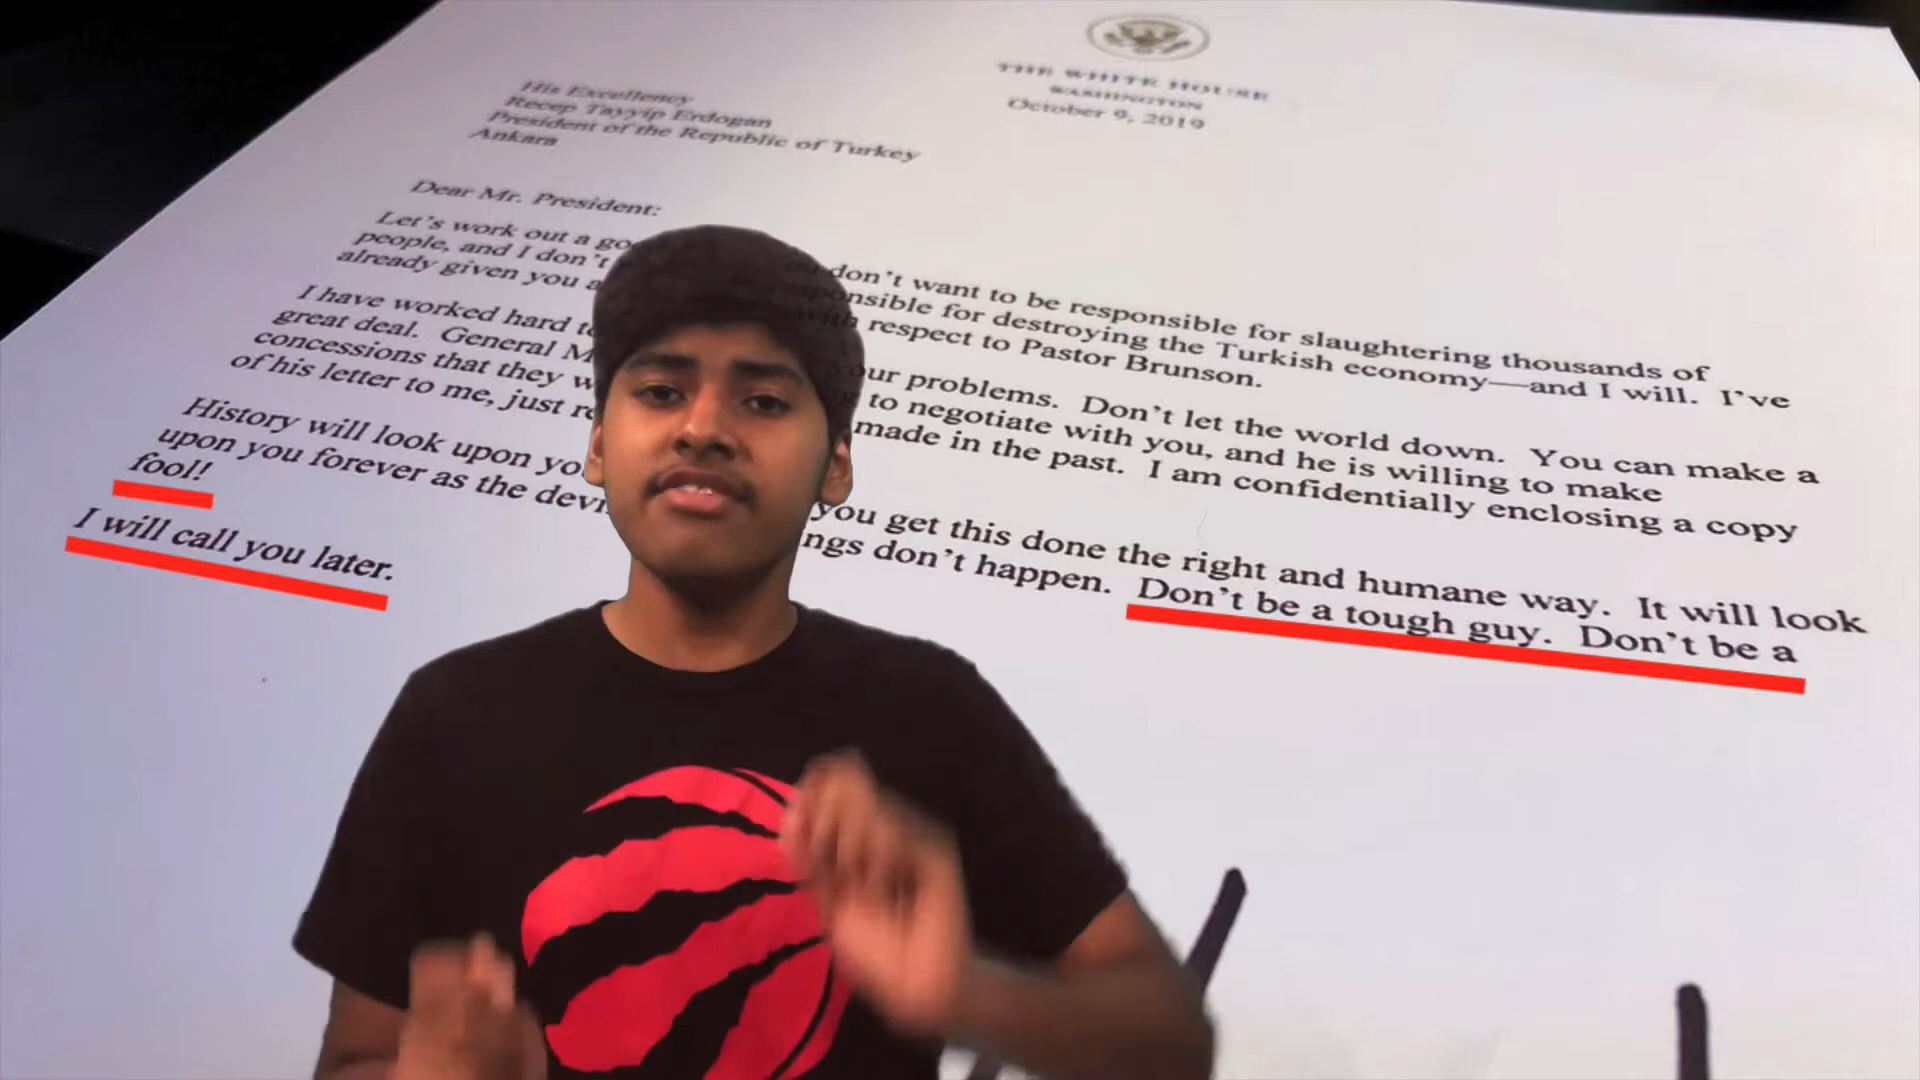 THE WHITE HOUSE
WASHINGTON
October 9, 2019
His Excellency
Recep Tayyip Erdogan
President of the Republic of Turkey
Ankara
Dear Mr. President:
Let's work out a don't want to be responsible for slaughtering thousands of
people, and I don't responsible for destroying the Turkish economy—and I will. I've
already given you with respect to Pastor Brunson.
I have worked hard our problems. Don't let the world down. You can make a
great deal. General to negotiate with you, and he is willing to make
concessions that they made in the past. I am confidentially enclosing a copy
of his letter to me, just
History will look upon you get this done the right and humane way. It will look
upon you forever as the don't happen. Don't be a tough guy. Don't be a
fool!
I will call you later.